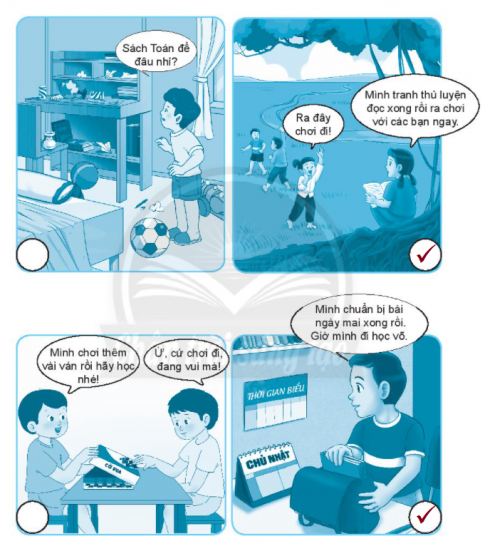 Sách Toán để
đâu nhỉ?
Ra đây
chơi đi!
Mình tranh thủ luyện
đọc xong rồi ra chơi
với các bạn ngay.
Mình chơi thêm
vài ván rồi hãy học
nhé!
Ừ, cứ chơi đi,
đang vui mà!
CỜ VUA
Mình chuẩn bị bài
ngày mai xong rồi.
Giờ mình đi học võ.
THỜI GIAN BIỂU
CHỦ NHẬT